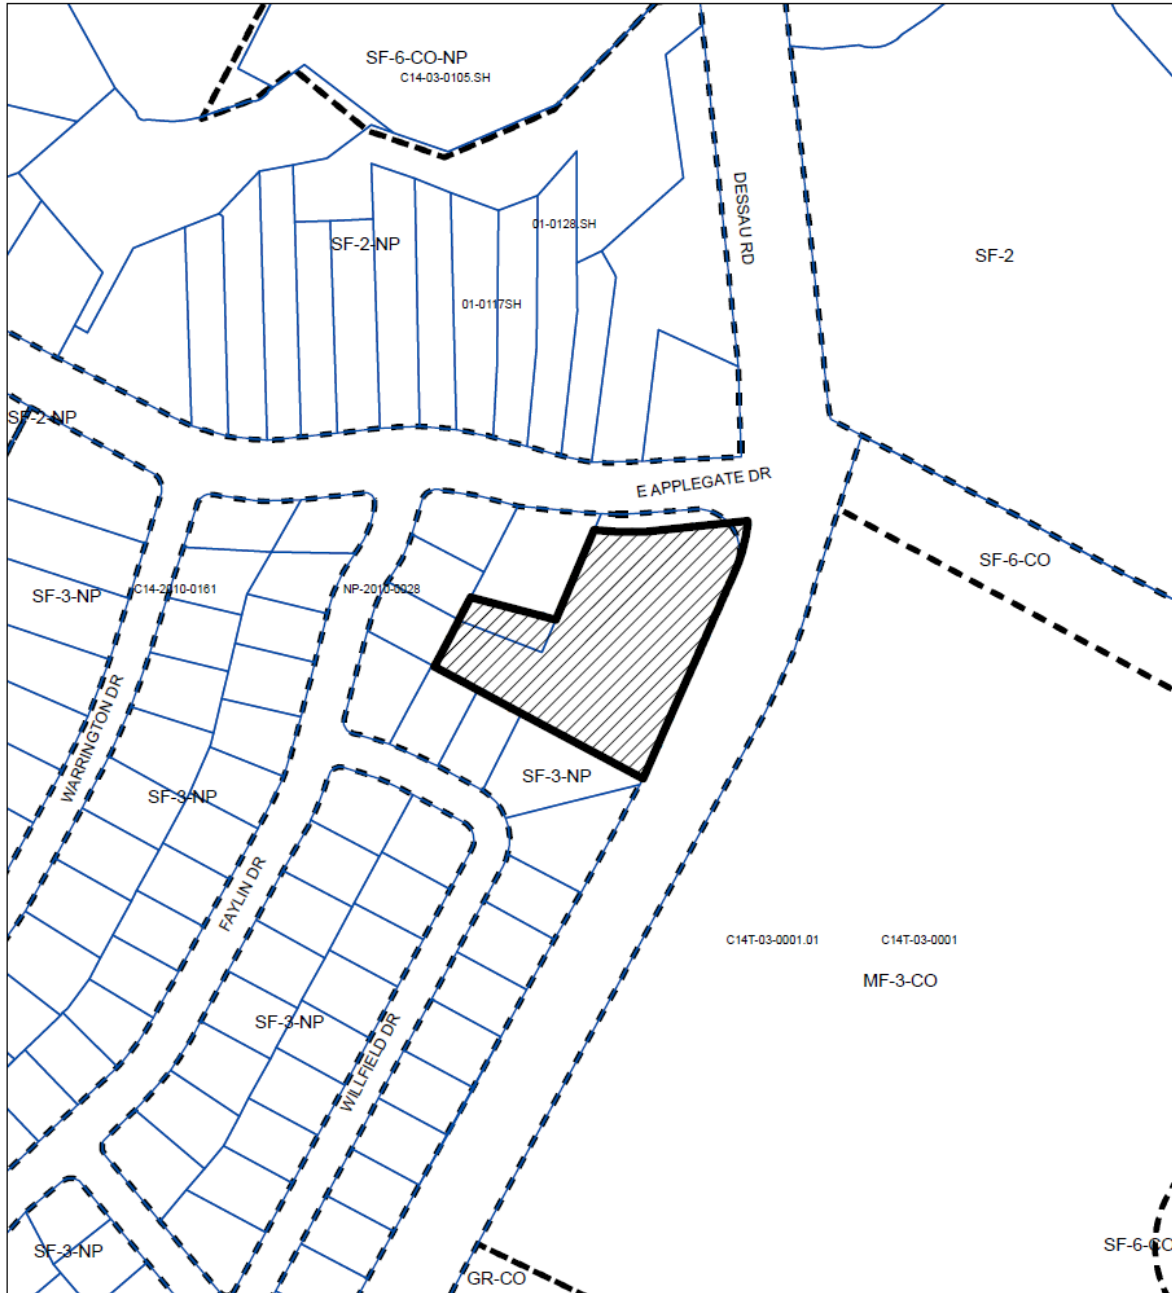 SF-6-CO-NP
C14-03-0105.SH
DESSAU RD
01-0128.SH
SF-2-NP
SF-2
01-0117SH
SF-2-NP
E APPLEGATE DR
SF-6-CO
SF-3-NP
C14-2010-0161
NP-2010-0028
WARRINGTON DR
SF-3-NP
SF-3-NP
FAYLIN DR
C14T-03-0001.01
C14T-03-0001
MF-3-CO
SF-3-NP
WILLFIELD DR
SF-3-NP
SF-6-CO
GR-CO